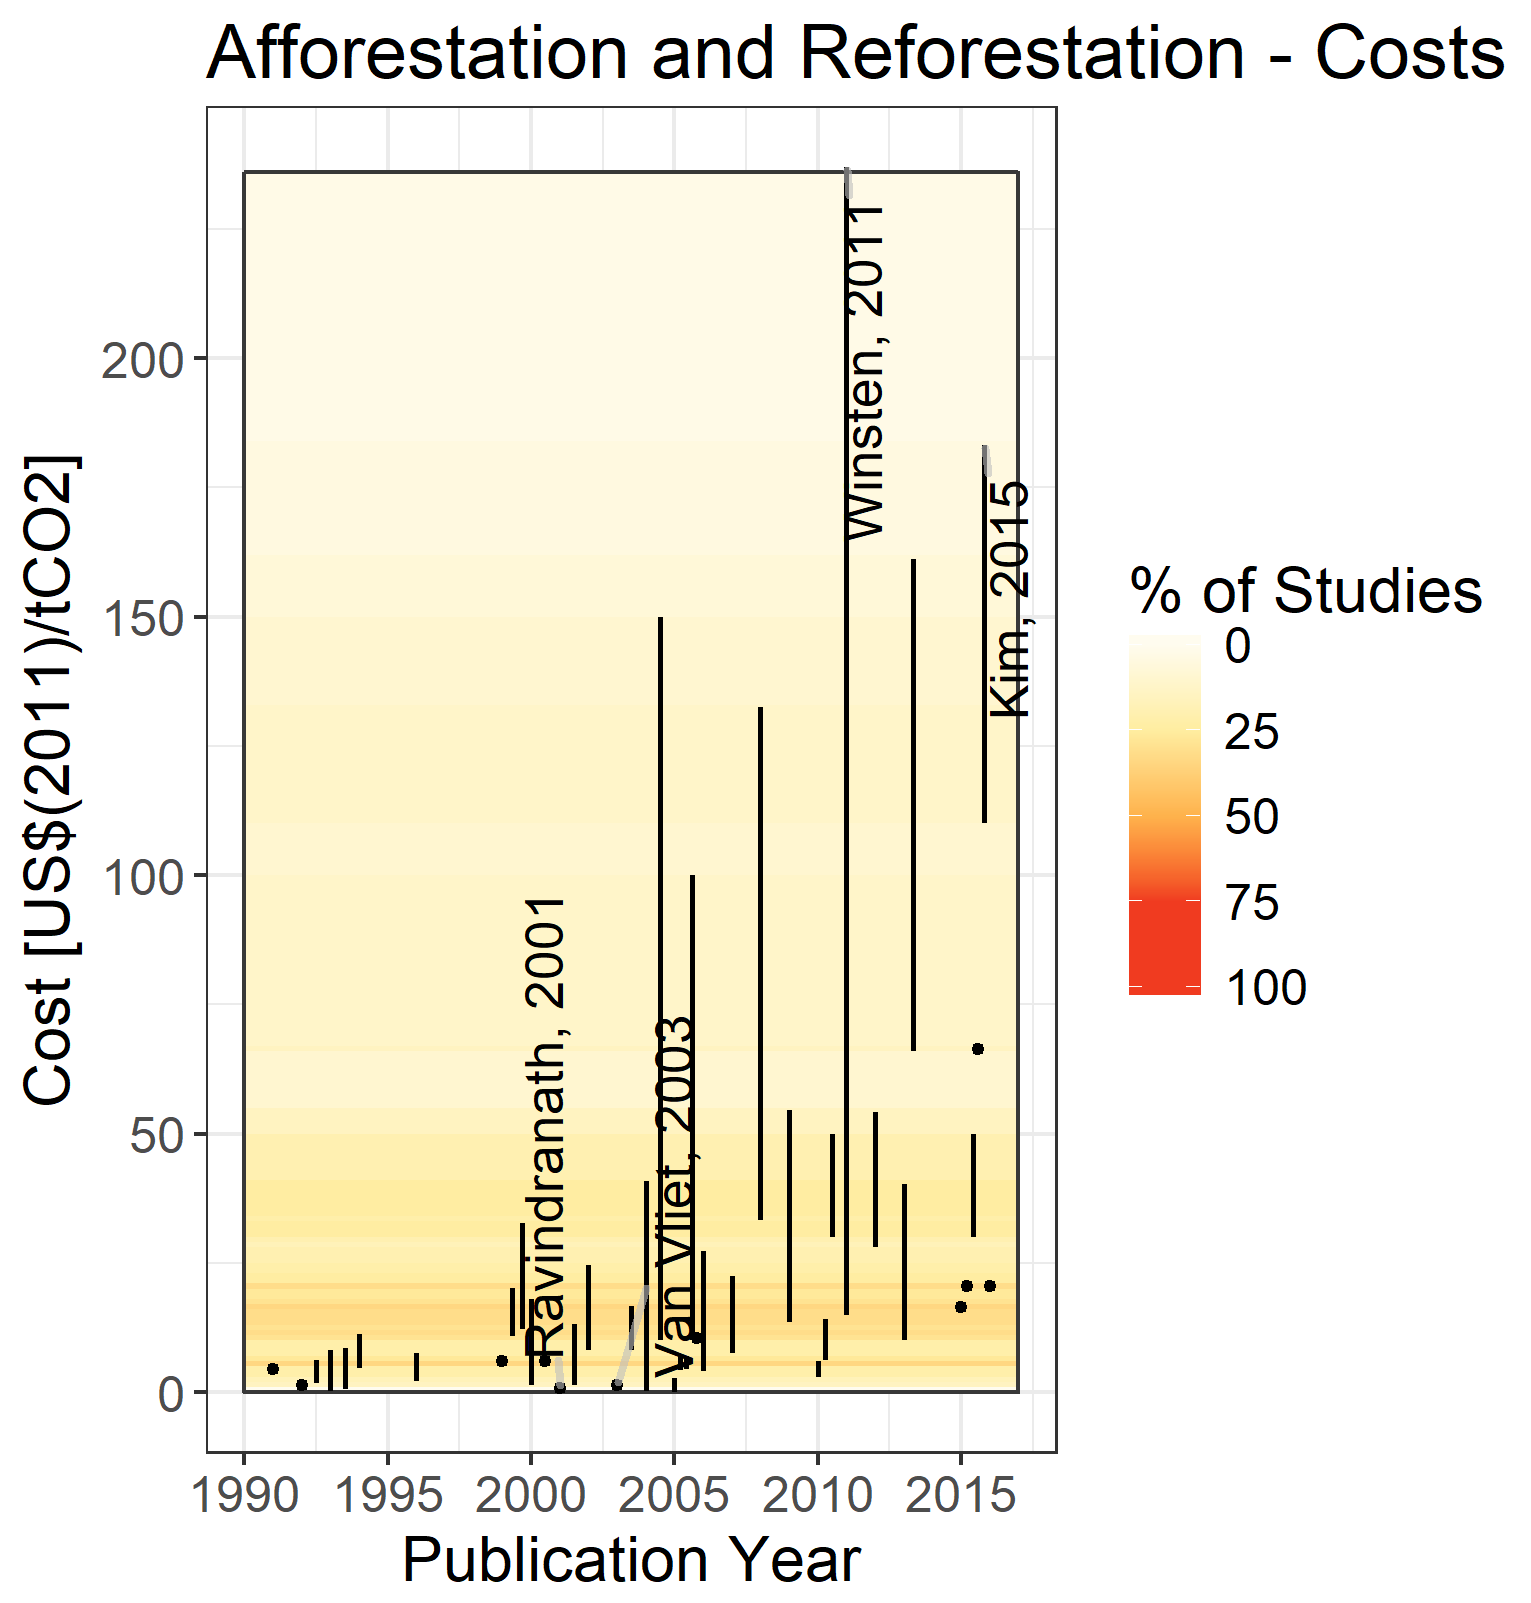 Afforestation and Reforestation - Costs
Cost [US$(2011)/tCO2]
200
150
100
50
0
Winsten, 2011
Kim, 2015
Ravindranath, 2001
Van Vliet, 2003
% of Studies
0
25
50
75
100
1990 1995 2000 2005 2010 2015
Publication Year